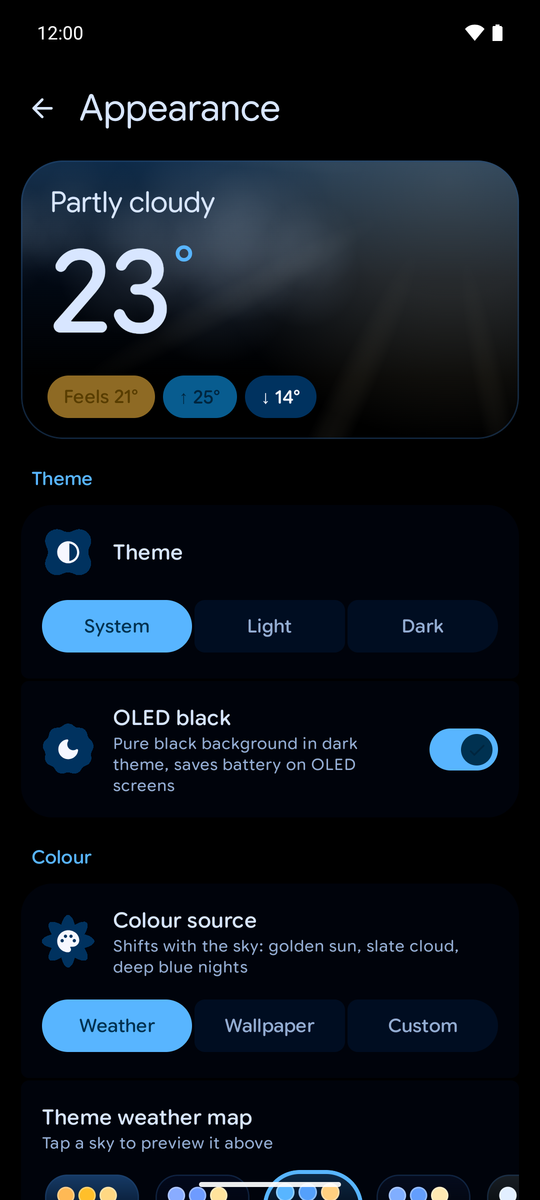 12:00
Appearance
Partly cloudy
23°
Feels 21° ↑ 25° ↓ 14°
Theme
Theme
System Light Dark
OLED black
Pure black background in dark
theme, saves battery on OLED
screens
Colour
Colour source
Shifts with the sky: golden sun, slate cloud,
deep blue nights
Weather Wallpaper Custom
Theme weather map
Tap a sky to preview it above